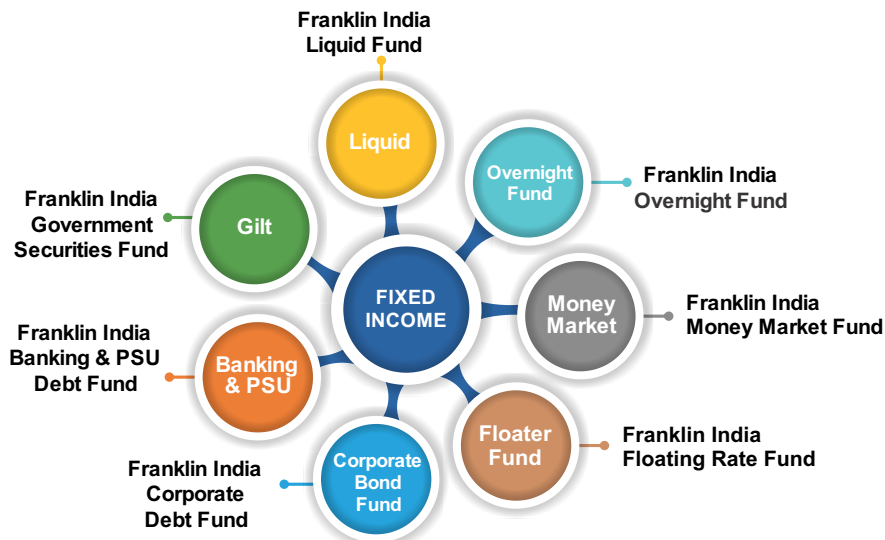 Franklin India
Liquid Fund
Liquid
Overnight
Fund
Franklin India
Overnight Fund
Franklin India
Government
Securities Fund
Gilt
FIXED
INCOME
Money
Market
Franklin India
Money Market Fund
Franklin India
Banking & PSU
Debt Fund
Banking
& PSU
Floater
Fund
Franklin India
Floating Rate Fund
Franklin India
Corporate
Debt Fund
Corporate
Bond
Fund